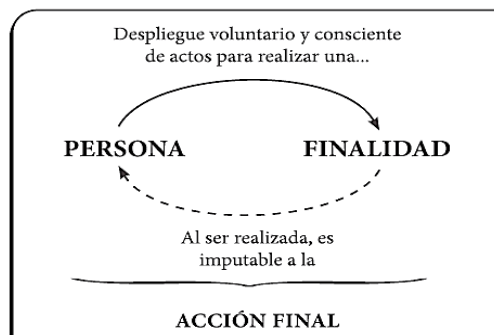 Despliegue voluntario y consciente
de actos para realizar una...
PERSONA
FINALIDAD
Al ser realizada, es
imputable a la
ACCIÓN FINAL